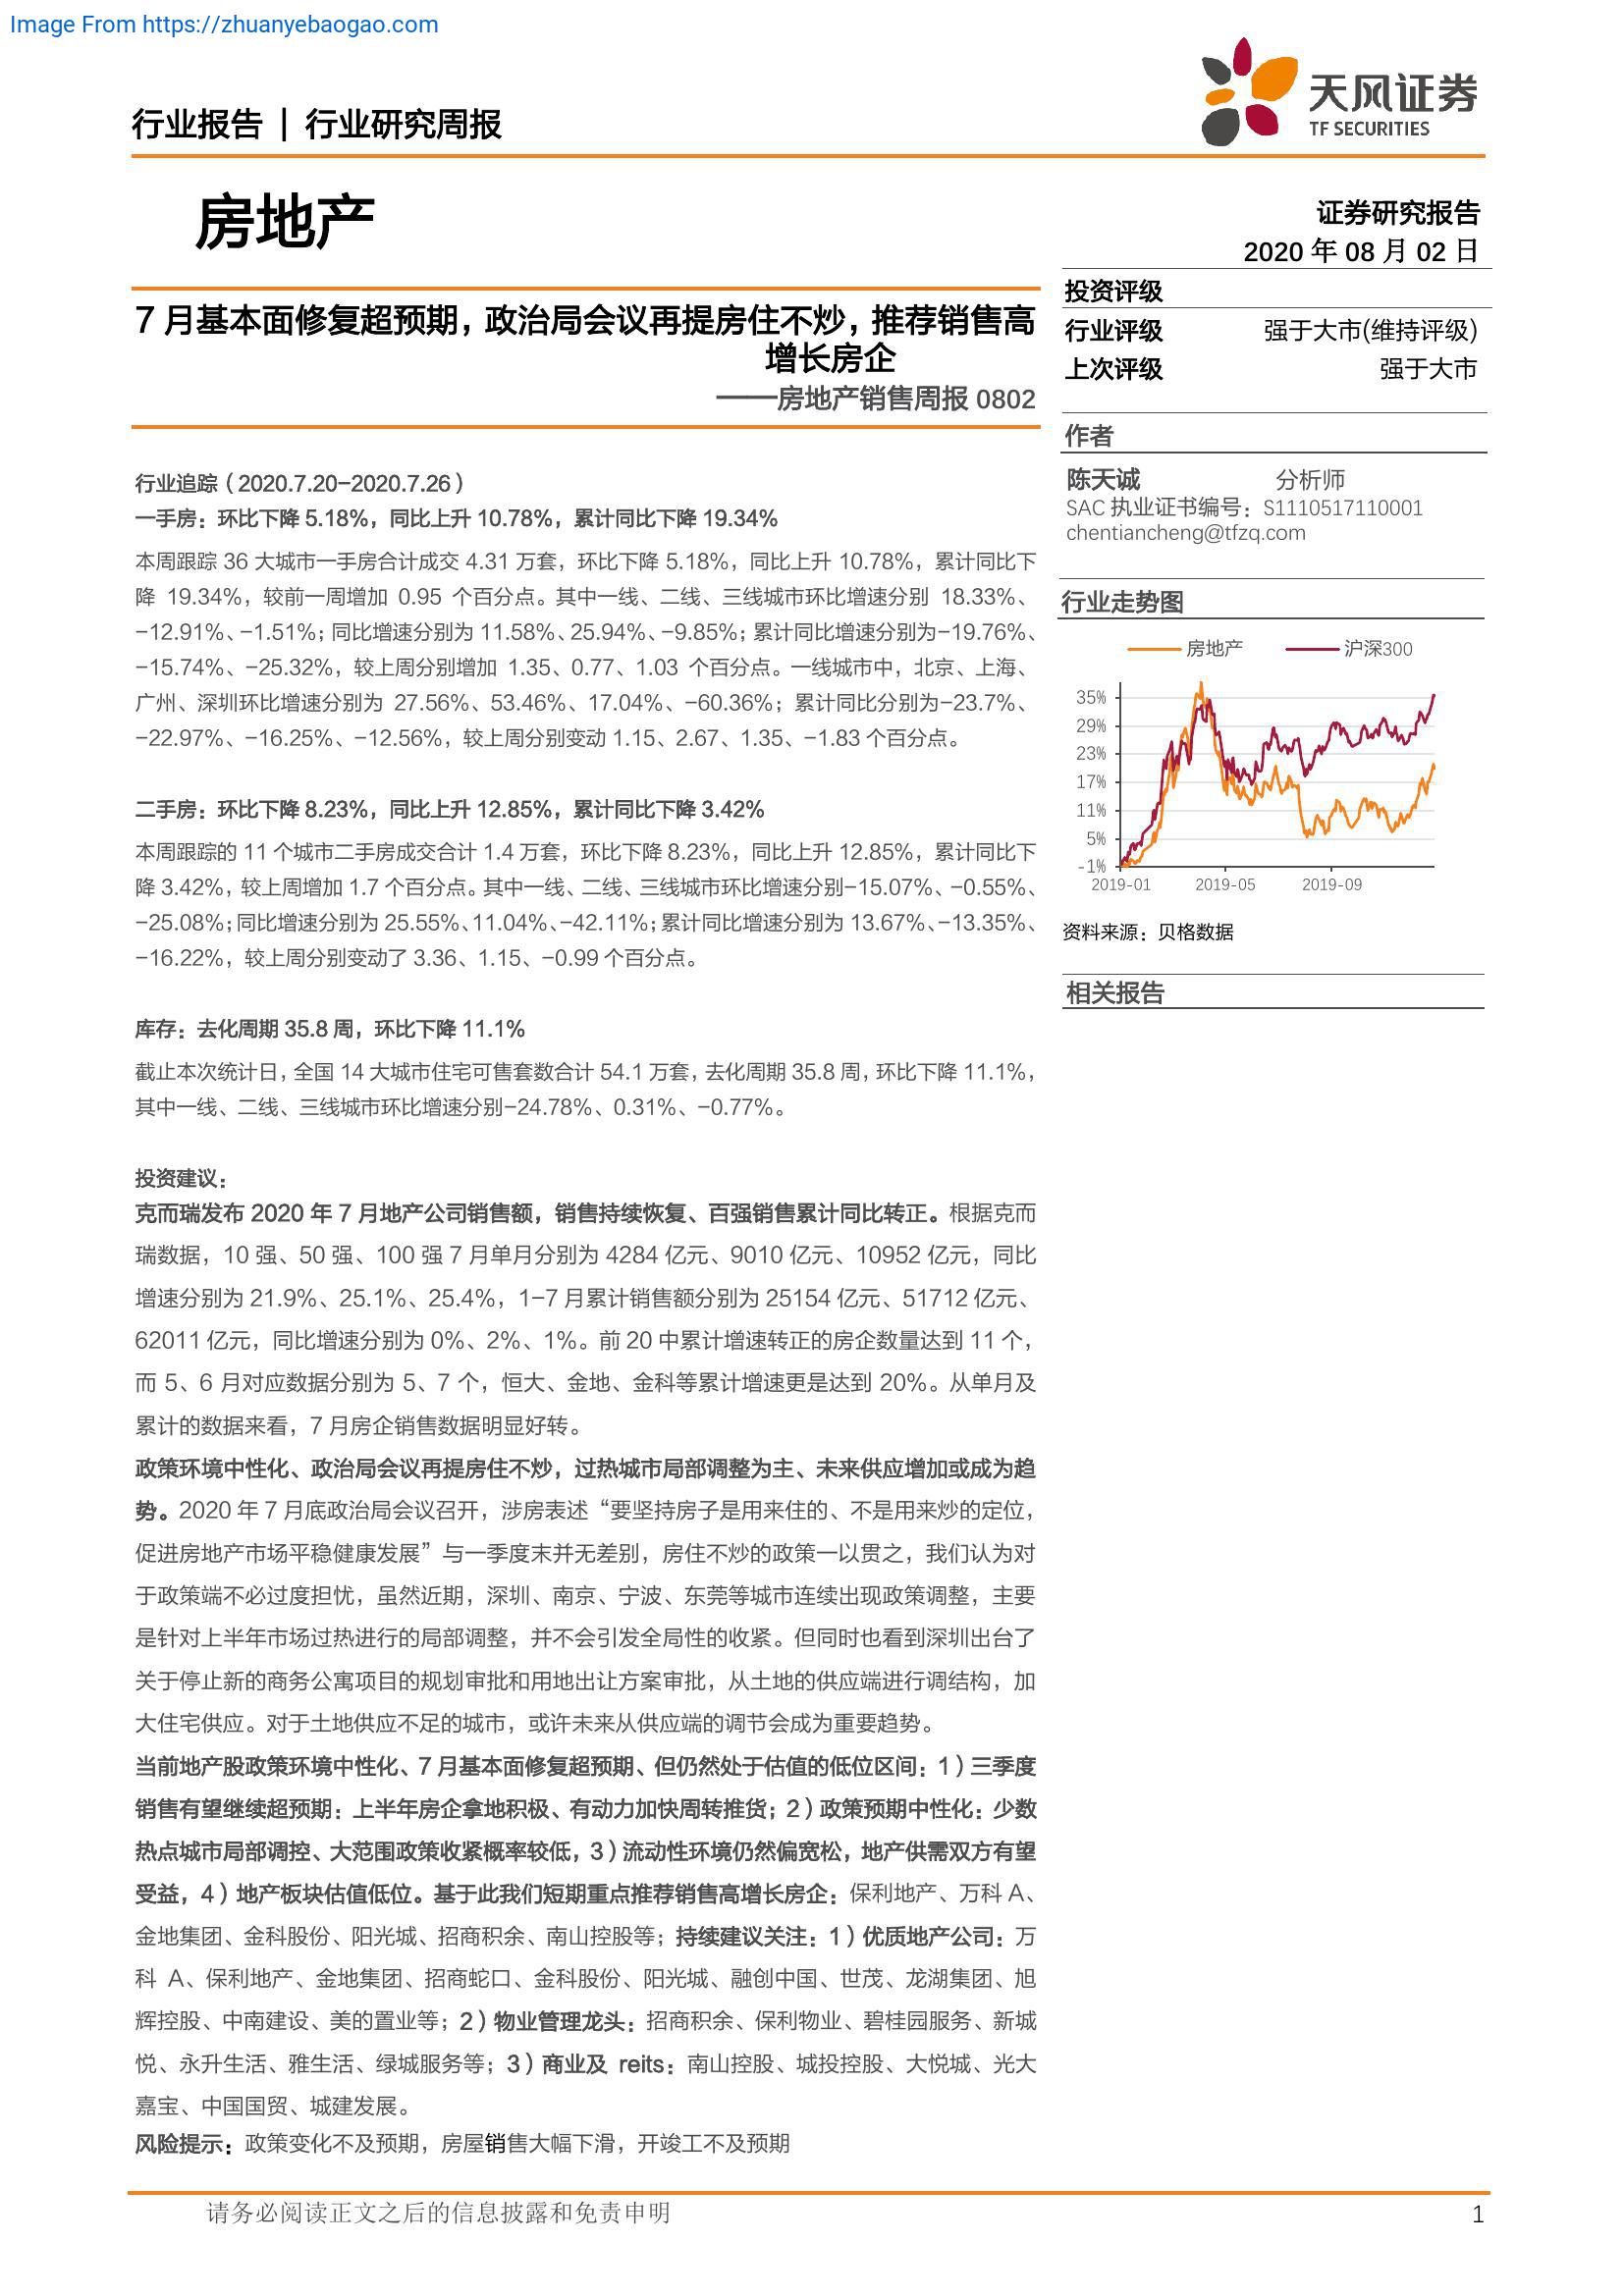 Image From https://zhuanyebaogao.com
行业报告 | 行业研究周报
天风证券
TF SECURITIES
房地产
证券研究报告
2020 年 08 月 02 日
7 月基本面修复超预期，政治局会议再提房住不炒，推荐销售高
增长房企
——房地产销售周报 0802
投资评级
行业评级 强于大市(维持评级)
上次评级 强于大市
作者
陈天诚 分析师
SAC 执业证书编号：S1110517110001
chentiancheng@tfzq.com
行业走势图
房地产 沪深300
35%
29%
23%
17%
11%
5%
-1%
2019-01 2019-05 2019-09
资料来源：贝格数据
相关报告
行业追踪（2020.7.20-2020.7.26）
一手房：环比下降 5.18%，同比上升 10.78%，累计同比下降 19.34%
本周跟踪 36 大城市一手房合计成交 4.31 万套，环比下降 5.18%，同比上升 10.78%，累计同比下
降 19.34%，较前一周增加 0.95 个百分点。其中一线、二线、三线城市环比增速分别 18.33%、
-12.91%、-1.51%；同比增速分别为 11.58%、25.94%、-9.85%；累计同比增速分别为-19.76%、
-15.74%、-25.32%，较上周分别增加 1.35、0.77、1.03 个百分点。一线城市中，北京、上海、
广州、深圳环比增速分别为 27.56%、53.46%、17.04%、-60.36%；累计同比分别为-23.7%、
-22.97%、-16.25%、-12.56%，较上周分别变动 1.15、2.67、1.35、-1.83 个百分点。
二手房：环比下降 8.23%，同比上升 12.85%，累计同比下降 3.42%
本周跟踪的 11 个城市二手房成交合计 1.4 万套，环比下降 8.23%，同比上升 12.85%，累计同比下
降 3.42%，较上周增加 1.7 个百分点。其中一线、二线、三线城市环比增速分别-15.07%、-0.55%、
-25.08%；同比增速分别为 25.55%、11.04%、-42.11%；累计同比增速分别为 13.67%、-13.35%、
-16.22%，较上周分别变动了 3.36、1.15、-0.99 个百分点。
库存：去化周期 35.8 周，环比下降 11.1%
截止本次统计日，全国 14 大城市住宅可售套数合计 54.1 万套，去化周期 35.8 周，环比下降 11.1%，
其中一线、二线、三线城市环比增速分别-24.78%、0.31%、-0.77%。
投资建议：
克而瑞发布 2020 年 7 月地产公司销售额，销售持续恢复、百强销售累计同比转正。根据克而
瑞数据，10 强、50 强、100 强 7 月单月分别为 4284 亿元、9010 亿元、10952 亿元，同比
增速分别为 21.9%、25.1%、25.4%，1-7 月累计销售额分别为 25154 亿元、51712 亿元、
62011 亿元，同比增速分别为 0%、2%、1%。前 20 中累计增速转正的房企数量达到 11 个，
而 5、6 月对应数据分别为 5、7 个，恒大、金地、金科等累计增速更是达到 20%。从单月及
累计的数据来看，7 月房企销售数据明显好转。
政策环境中性化、政治局会议再提房住不炒，过热城市局部调整为主、未来供应增加或成为趋
势。2020 年 7 月底政治局会议召开，涉房表述“要坚持房子是用来住的、不是用来炒的定位，
促进房地产市场平稳健康发展”与一季度末并无差别，房住不炒的政策一以贯之，我们认为对
于政策端不必过度担忧，虽然近期，深圳、南京、宁波、东莞等城市连续出现政策调整，主要
是针对上半年市场过热进行的局部调整，并不会引发全局性的收紧。但同时也看到深圳出台了
关于停止新的商务公寓项目的规划审批和用地出让方案审批，从土地的供应端进行调结构，加
大住宅供应。对于土地供应不足的城市，或许未来从供应端的调节会成为重要趋势。
当前地产股政策环境中性化、7 月基本面修复超预期、但仍然处于估值的低位区间：1）三季度
销售有望继续超预期：上半年房企拿地积极、有动力加快周转推货；2）政策预期中性化：少数
热点城市局部调控、大范围政策收紧概率较低，3）流动性环境仍然偏宽松，地产供需双方有望
受益，4）地产板块估值低位。基于此我们短期重点推荐销售高增长房企：保利地产、万科 A、
金地集团、金科股份、阳光城、招商积余、南山控股等；持续建议关注：1）优质地产公司：万
科 A、保利地产、金地集团、招商蛇口、金科股份、阳光城、融创中国、世茂、龙湖集团、旭
辉控股、中南建设、美的置业等；2）物业管理龙头：招商积余、保利物业、碧桂园服务、新城
悦、永升生活、雅生活、绿城服务等；3）商业及 reits：南山控股、城投控股、大悦城、光大
嘉宝、中国国贸、城建发展。
风险提示：政策变化不及预期，房屋销售大幅下滑，开竣工不及预期
请务必阅读正文之后的信息披露和免责申明 1